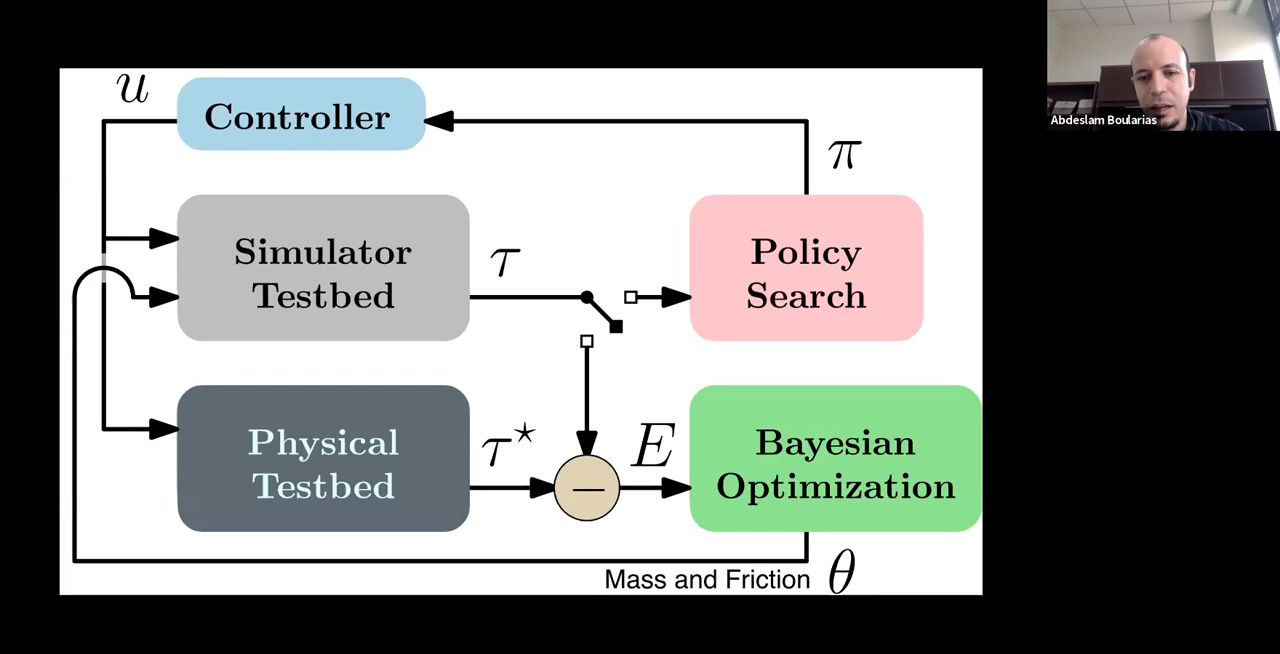 u
Controller
π
Simulator
Testbed
τ
Policy
Search
Physical
Testbed
τ*
−
E
Bayesian
Optimization
Mass and Friction θ
Abdeslam Boularias